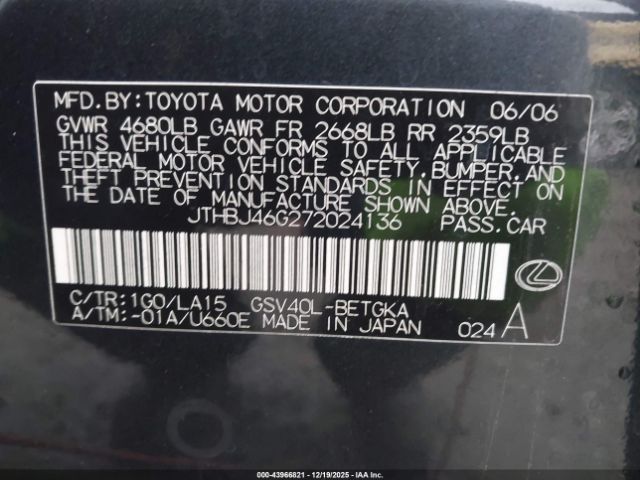 MFD.BY:TOYOTA MOTOR CORPORATION 06/06
GVWR 4680LB GAWR FR 2668LB RR 2359LB
THIS VEHICLE CONFORMS TO ALL APPLICABLE
FEDERAL MOTOR VEHICLE SAFETY,BUMPER,AND
THEFT PREVENTION STANDARDS IN EFFECT ON
THE DATE OF MANUFACTURE SHOWN ABOVE.
JTHBJ46G272024136 PASS.CAR
C/TR:1G0/LA15 GSV40L-BETGKA
A/TM:-01A/U660E MADE IN JAPAN 024 A
000-43966821 - 12/19/2025 - IAAI.COM